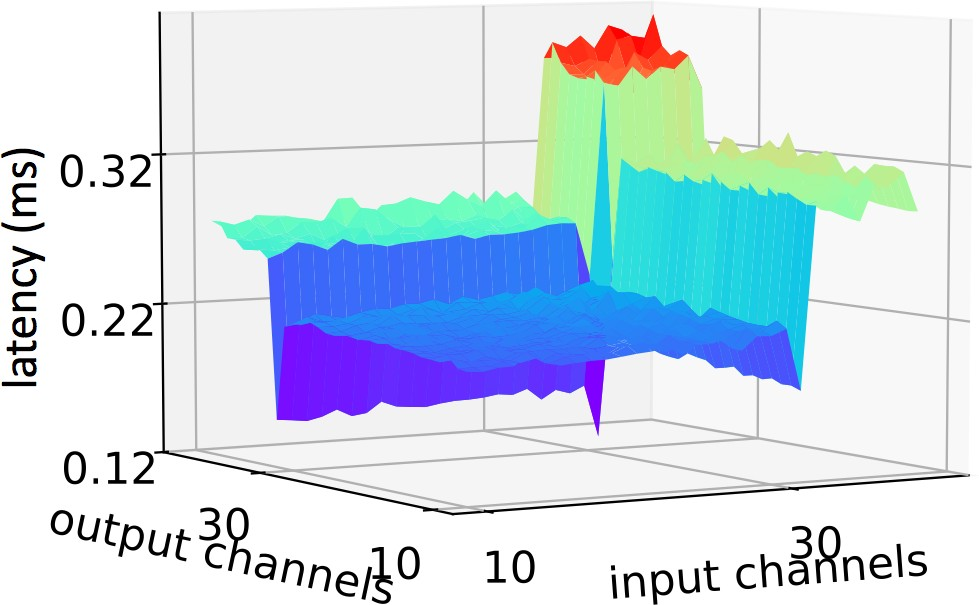 latency (ms)
0.32
0.22
0.12
output channels
30
10
10
30
input channels